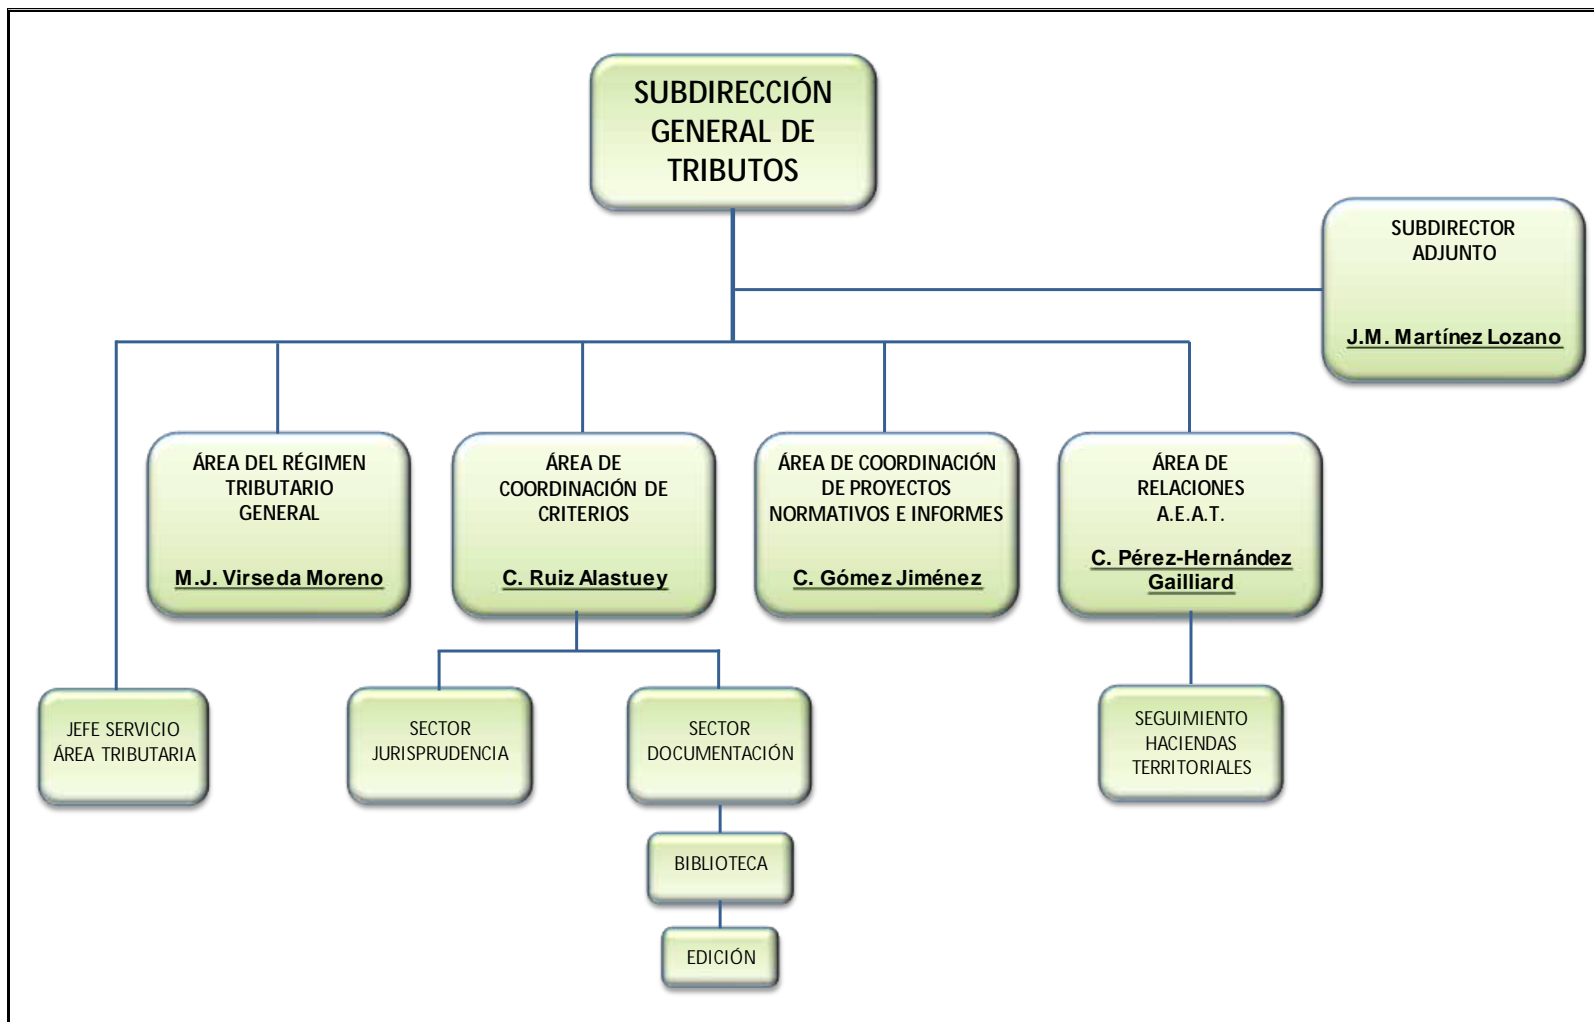 SUBDIRECCIÓN
GENERAL DE
TRIBUTOS
SUBDIRECTOR
ADJUNTO
J.M. Martínez Lozano
ÁREA DEL RÉGIMEN
TRIBUTARIO
GENERAL
M.J. Virseda Moreno
ÁREA DE
COORDINACIÓN DE
CRITERIOS
C. Ruiz Alastuey
ÁREA DE COORDINACIÓN
DE PROYECTOS
NORMATIVOS E INFORMES
C. Gómez Jiménez
ÁREA DE
RELACIONES
A.E.A.T.
C. Pérez-Hernández
Gailliard
JEFE SERVICIO
ÁREA TRIBUTARIA
SECTOR
JURISPRUDENCIA
SECTOR
DOCUMENTACIÓN
SEGUIMIENTO
HACIENDAS
TERRITORIALES
BIBLIOTECA
EDICIÓN